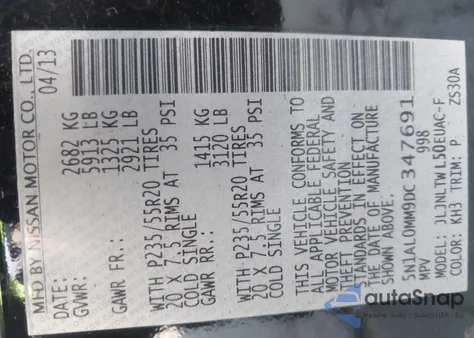 MFD BY NISSAN MOTOR CO., LTD.
DATE: 04/13
GVWR: 2682 KG
5913 LB
GAWR FR.: 1325 KG
2921 LB
WITH P235/55R20 TIRES
20 X 7.5 RIMS AT 35 PSI
COLD SINGLE
GAWR RR.: 1415 KG
3120 LB
WITH P235/55R20 TIRES
20 X 7.5 RIMS AT 35 PSI
COLD SINGLE
THIS VEHICLE CONFORMS TO
ALL APPLICABLE FEDERAL
MOTOR VEHICLE SAFETY AND
THEFT PREVENTION
STANDARDS IN EFFECT ON
THE DATE OF MANUFACTURE
SHOWN ABOVE.
5N1AL0MM9DC347691
MPV 998
MODEL: JLJNLTWL50EUAC-F
COLOR: KH3 TRIM: P ZS30A
autoSnap